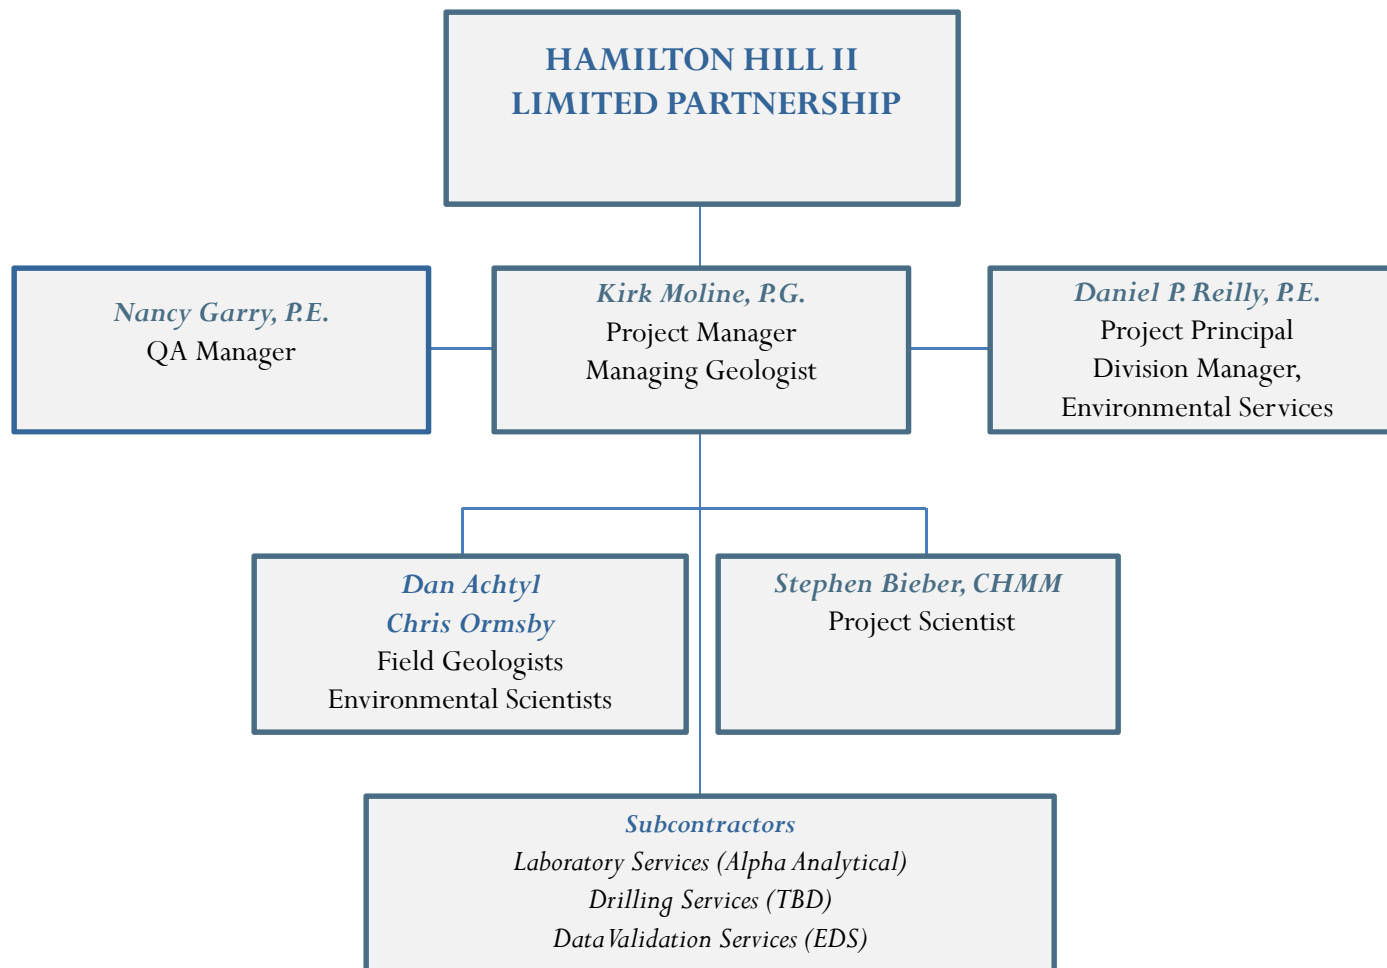 HAMILTON HILL II
LIMITED PARTNERSHIP
Nancy Garry, P.E.
QA Manager
Kirk Moline, P.G.
Project Manager
Managing Geologist
Daniel P. Reilly, P.E.
Project Principal
Division Manager,
Environmental Services
Dan Achtyl
Chris Ormsby
Field Geologists
Environmental Scientists
Stephen Bieber, CHMM
Project Scientist
Subcontractors
Laboratory Services (Alpha Analytical)
Drilling Services (TBD)
Data Validation Services (EDS)